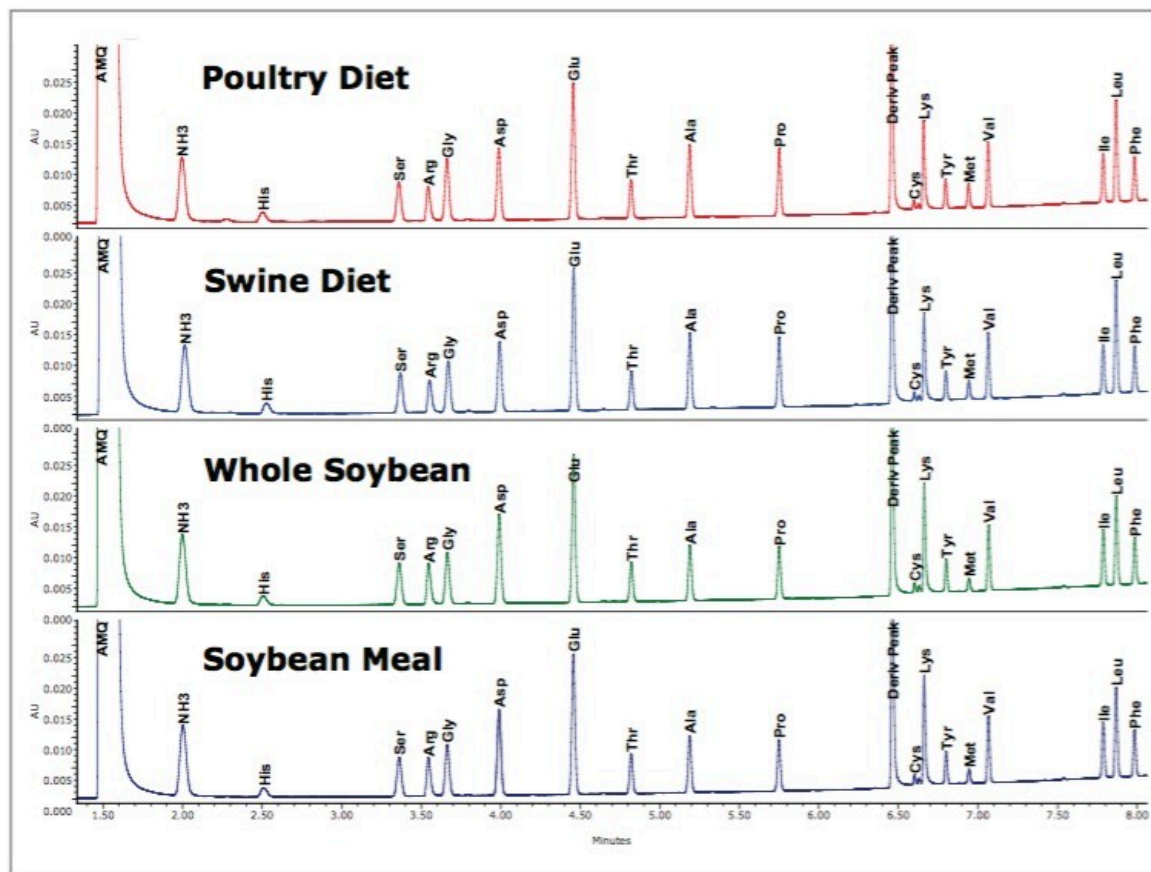 Poultry Diet
AU
0.025
0.020
0.015
0.010
0.005
0.000
AMQ
NH3
His
Ser
Arg
Gly
Asp
Glu
Thr
Ala
Pro
Deriv Peak
Cys
Lys
Tyr
Met
Val
Ile
Leu
Phe
Swine Diet
AU
0.025
0.020
0.015
0.010
0.005
AMQ
NH3
His
Ser
Arg
Gly
Asp
Glu
Thr
Ala
Pro
Deriv Peak
Cys
Lys
Tyr
Met
Val
Ile
Leu
Phe
0.000
Whole Soybean
AU
0.025
0.020
0.015
0.010
0.005
AMQ
NH3
His
Ser
Arg
Gly
Asp
Glu
Thr
Ala
Pro
Deriv Peak
Cys
Lys
Tyr
Met
Val
Ile
Leu
Phe
0.000
Soybean Meal
AU
0.025
0.020
0.015
0.010
0.005
0.000
AMQ
NH3
His
Ser
Arg
Gly
Asp
Glu
Thr
Ala
Pro
Deriv Peak
Cys
Lys
Tyr
Met
Val
Ile
Leu
Phe
1.50 2.00 2.50 3.00 3.50 4.00 4.50 5.00 5.50 6.00 6.50 7.00 7.50 8.00
Minutes